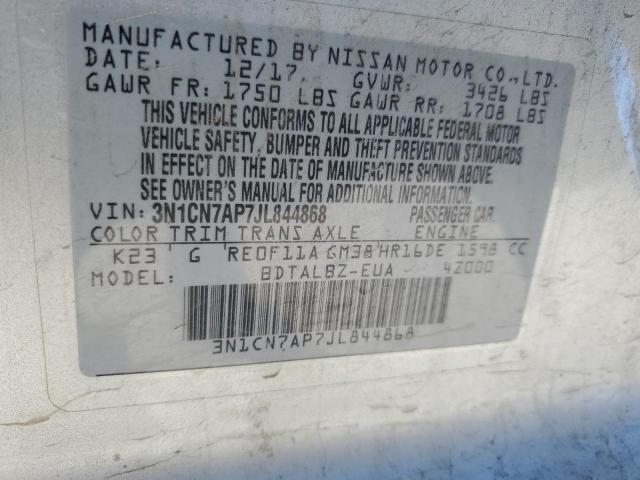 MANUFACTURED BY NISSAN MOTOR CO.,LTD.
DATE: 12/17 GVWR: 3426 LBS
GAWR FR: 1750 LBS GAWR RR: 1708 LBS
THIS VEHICLE CONFORMS TO ALL APPLICABLE FEDERAL MOTOR
VEHICLE SAFETY, BUMPER AND THEFT PREVENTION STANDARDS
IN EFFECT ON THE DATE OF MANUFACTURE SHOWN ABOVE.
SEE OWNER'S MANUAL FOR ADDITIONAL INFORMATION.
VIN: 3N1CN7AP7JL844868 PASSENGER CAR
COLOR TRIM TRANS AXLE ENGINE
K23 G RE0F11A GM38 HR16DE 1598 CC
MODEL: BDTALBZ-EUA 4Z000
3N1CN7AP7JL844868